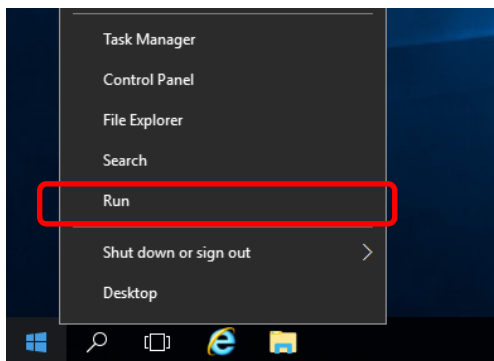 Task Manager
Control Panel
File Explorer
Search
Run
Shut down or sign out
Desktop